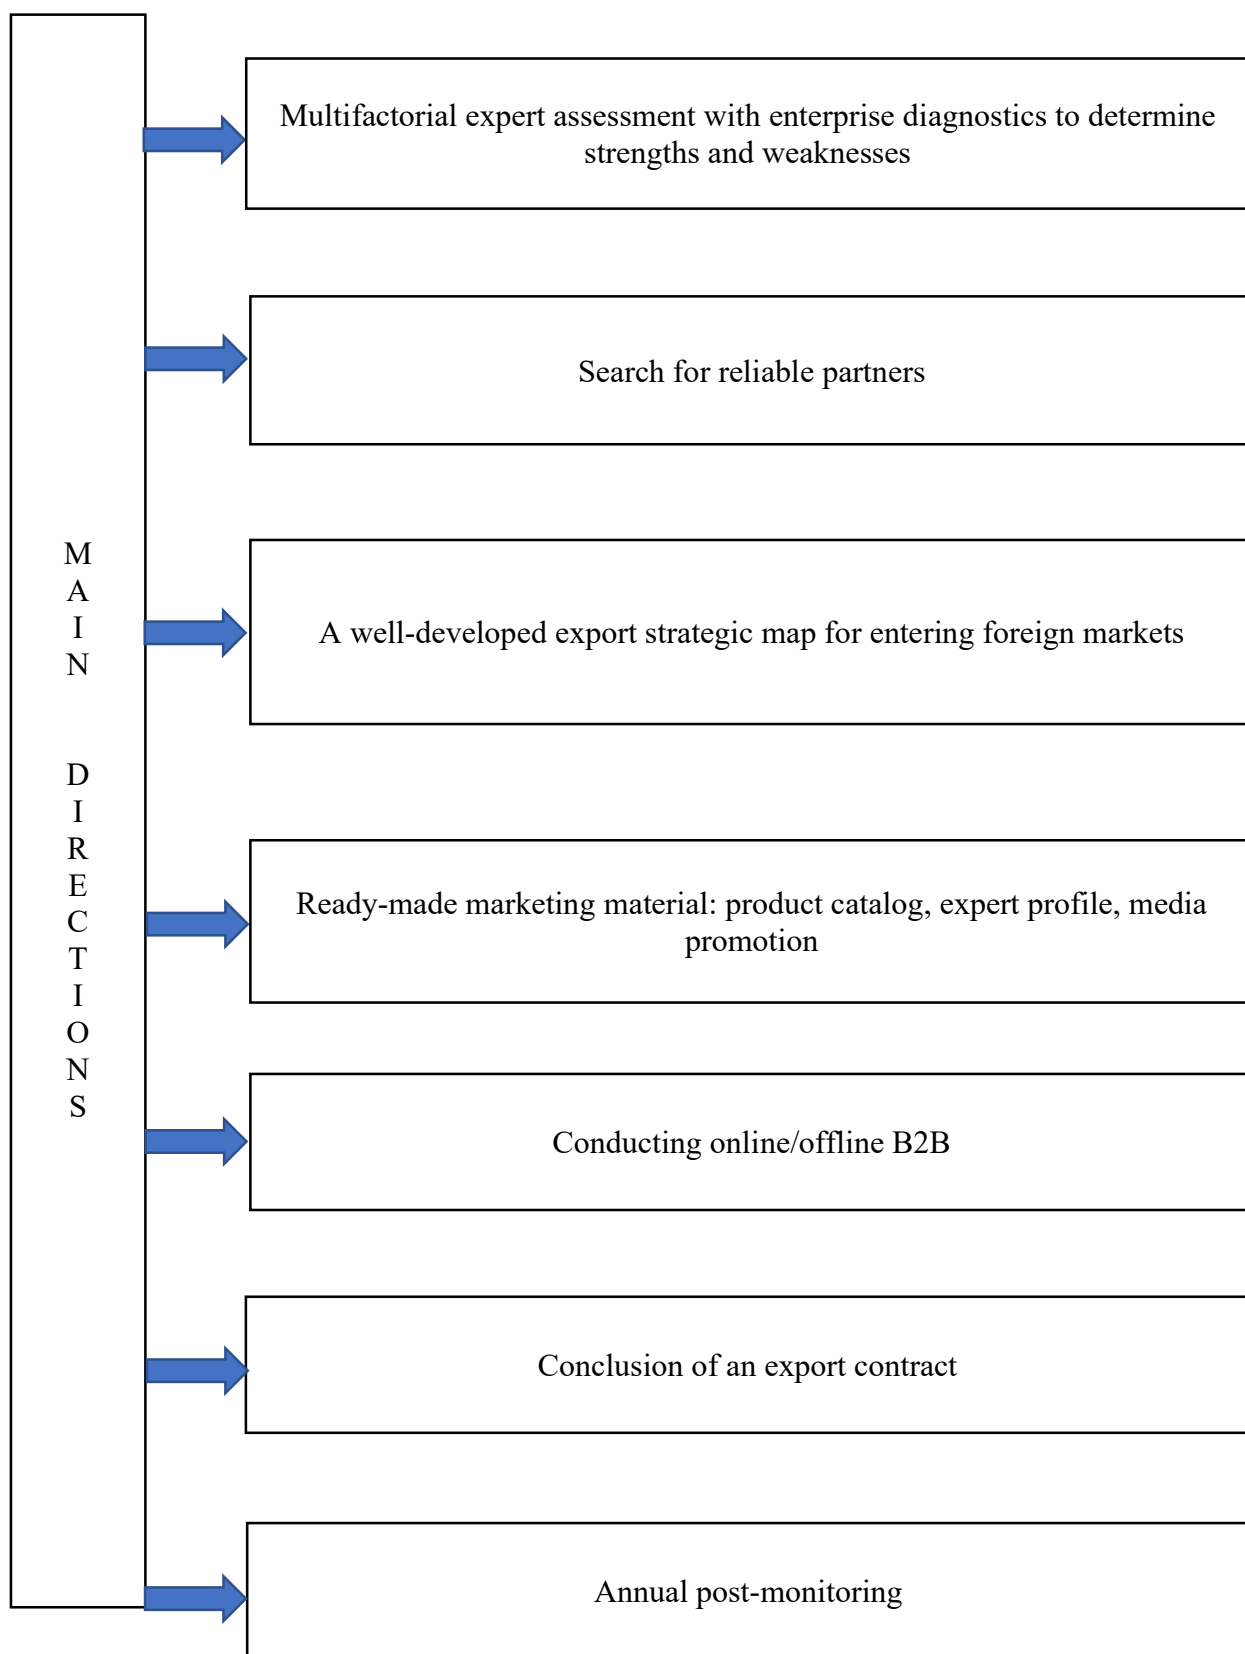 MAIN DIRECTIONS
Multifactorial expert assessment with enterprise diagnostics to determine
strengths and weaknesses
Search for reliable partners
A well-developed export strategic map for entering foreign markets
Ready-made marketing material: product catalog, expert profile, media
promotion
Conducting online/offline B2B
Conclusion of an export contract
Annual post-monitoring